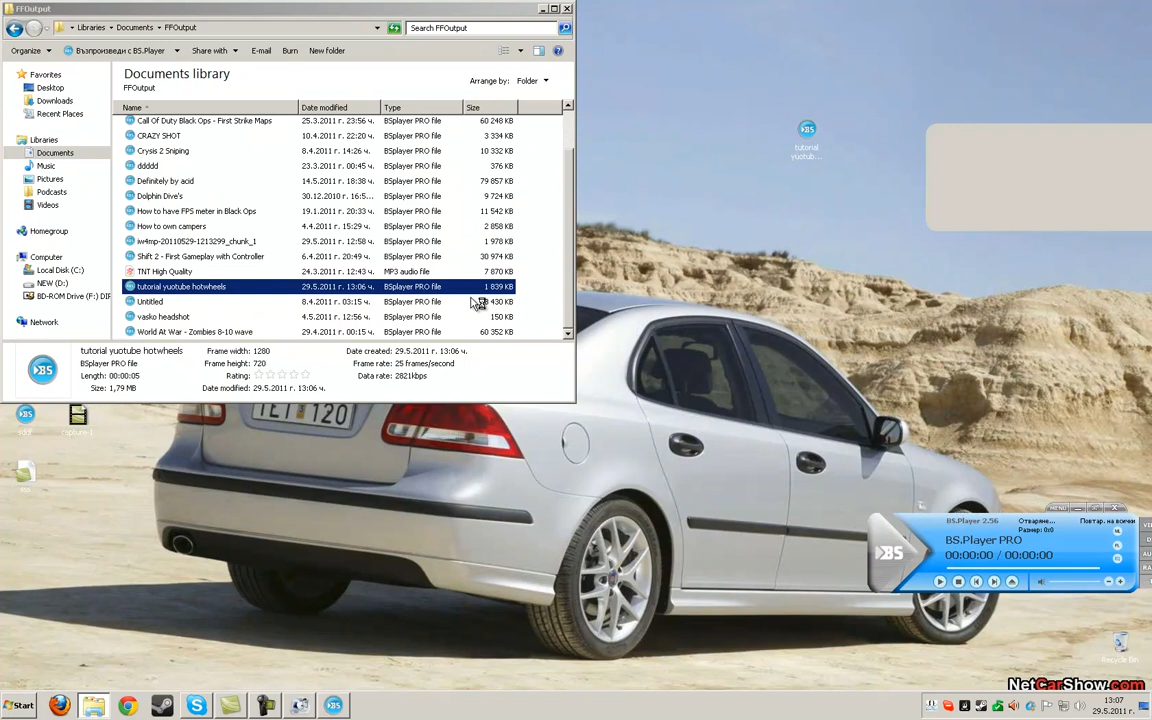 FFOutput
Libraries ▸ Documents ▸ FFOutput
Search FFOutput
Organize Възпроизведи с BS.Player Share with E-mail Burn New folder
Documents library
FFOutput
Arrange by: Folder
Name Date modified Type Size
Call Of Duty Black Ops - First Strike Maps 25.3.2011 г. 23:56 ч. BSplayer PRO file 60 248 KB
CRAZY SHOT 10.4.2011 г. 22:20 ч. BSplayer PRO file 3 334 KB
Crysis 2 Sniping 8.4.2011 г. 14:26 ч. BSplayer PRO file 10 332 KB
ddddd 23.3.2011 г. 00:45 ч. BSplayer PRO file 376 KB
Definitely by acid 14.5.2011 г. 18:38 ч. BSplayer PRO file 79 857 KB
Dolphin Dive's 30.12.2010 г. 16:5... BSplayer PRO file 9 724 KB
How to have FPS meter in Black Ops 19.1.2011 г. 20:33 ч. BSplayer PRO file 11 542 KB
How to own campers 4.4.2011 г. 15:29 ч. BSplayer PRO file 2 858 KB
iw4mp-20110529-1213299_chunk_1 29.5.2011 г. 12:58 ч. BSplayer PRO file 1 978 KB
Shift 2 - First Gameplay with Controller 6.4.2011 г. 20:49 ч. BSplayer PRO file 30 974 KB
TNT High Quality 24.3.2011 г. 12:43 ч. MP3 audio file 7 870 KB
tutorial yuotube hotwheels 29.5.2011 г. 13:06 ч. BSplayer PRO file 1 839 KB
Untitled 8.4.2011 г. 03:15 ч. BSplayer PRO file 430 KB
vasko headshot 4.5.2011 г. 12:56 ч. BSplayer PRO file 150 KB
World At War - Zombies 8-10 wave 29.4.2011 г. 00:15 ч. BSplayer PRO file 60 352 KB
Favorites
Desktop
Downloads
Recent Places
Libraries
Documents
Music
Pictures
Podcasts
Videos
Homegroup
Computer
Local Disk (C:)
NEW (D:)
BD-ROM Drive (F:) DIR
Network
tutorial yuotube hotwheels
BSplayer PRO file
Length: 00:00:05
Size: 1,79 MB
Frame width: 1280
Frame height: 720
Rating:
Date modified: 29.5.2011 г. 13:06 ч.
Date created: 29.5.2011 г. 13:06 ч.
Frame rate: 25 frames/second
Data rate: 2821kbps
tutorial
yuotub...
120
MENU
BS.Player 2.56 Отваряне... Повтар. на всички
Размер: 0x0
BS.Player PRO
00:00:00 / 00:00:00
BS
Recycle Bin
NetCarShow.com
Start
13:07
29.5.2011 г.